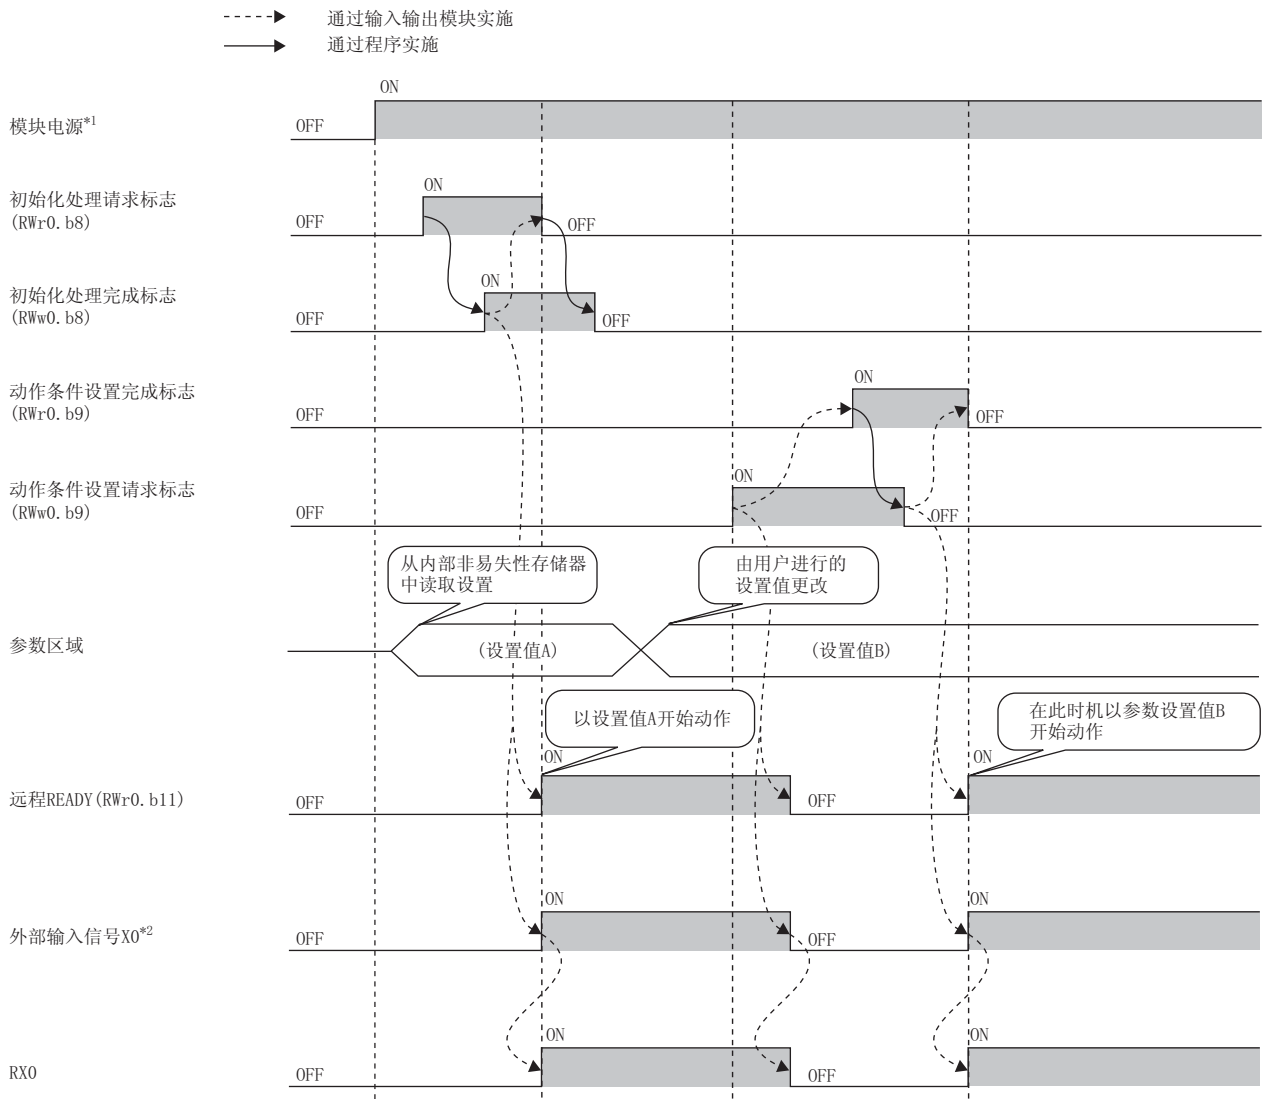 通过输入输出模块实施
通过程序实施
ON
模块电源*1
OFF
ON
初始化处理请求标志
(RWr0.b8)
OFF
OFF
ON
初始化处理完成标志
(RWw0.b8)
OFF
OFF
ON
动作条件设置完成标志
(RWr0.b9)
OFF
OFF
ON
动作条件设置请求标志
(RWw0.b9)
OFF
OFF
从内部非易失性存储器
中读取设置
由用户进行的
设置值更改
参数区域
(设置值A)
(设置值B)
以设置值A开始动作
在此时机以参数设置值B
开始动作
ON
ON
远程READY(RWr0.b11)
OFF
OFF
ON
ON
外部输入信号X0*2
OFF
OFF
ON
ON
RX0
OFF
OFF